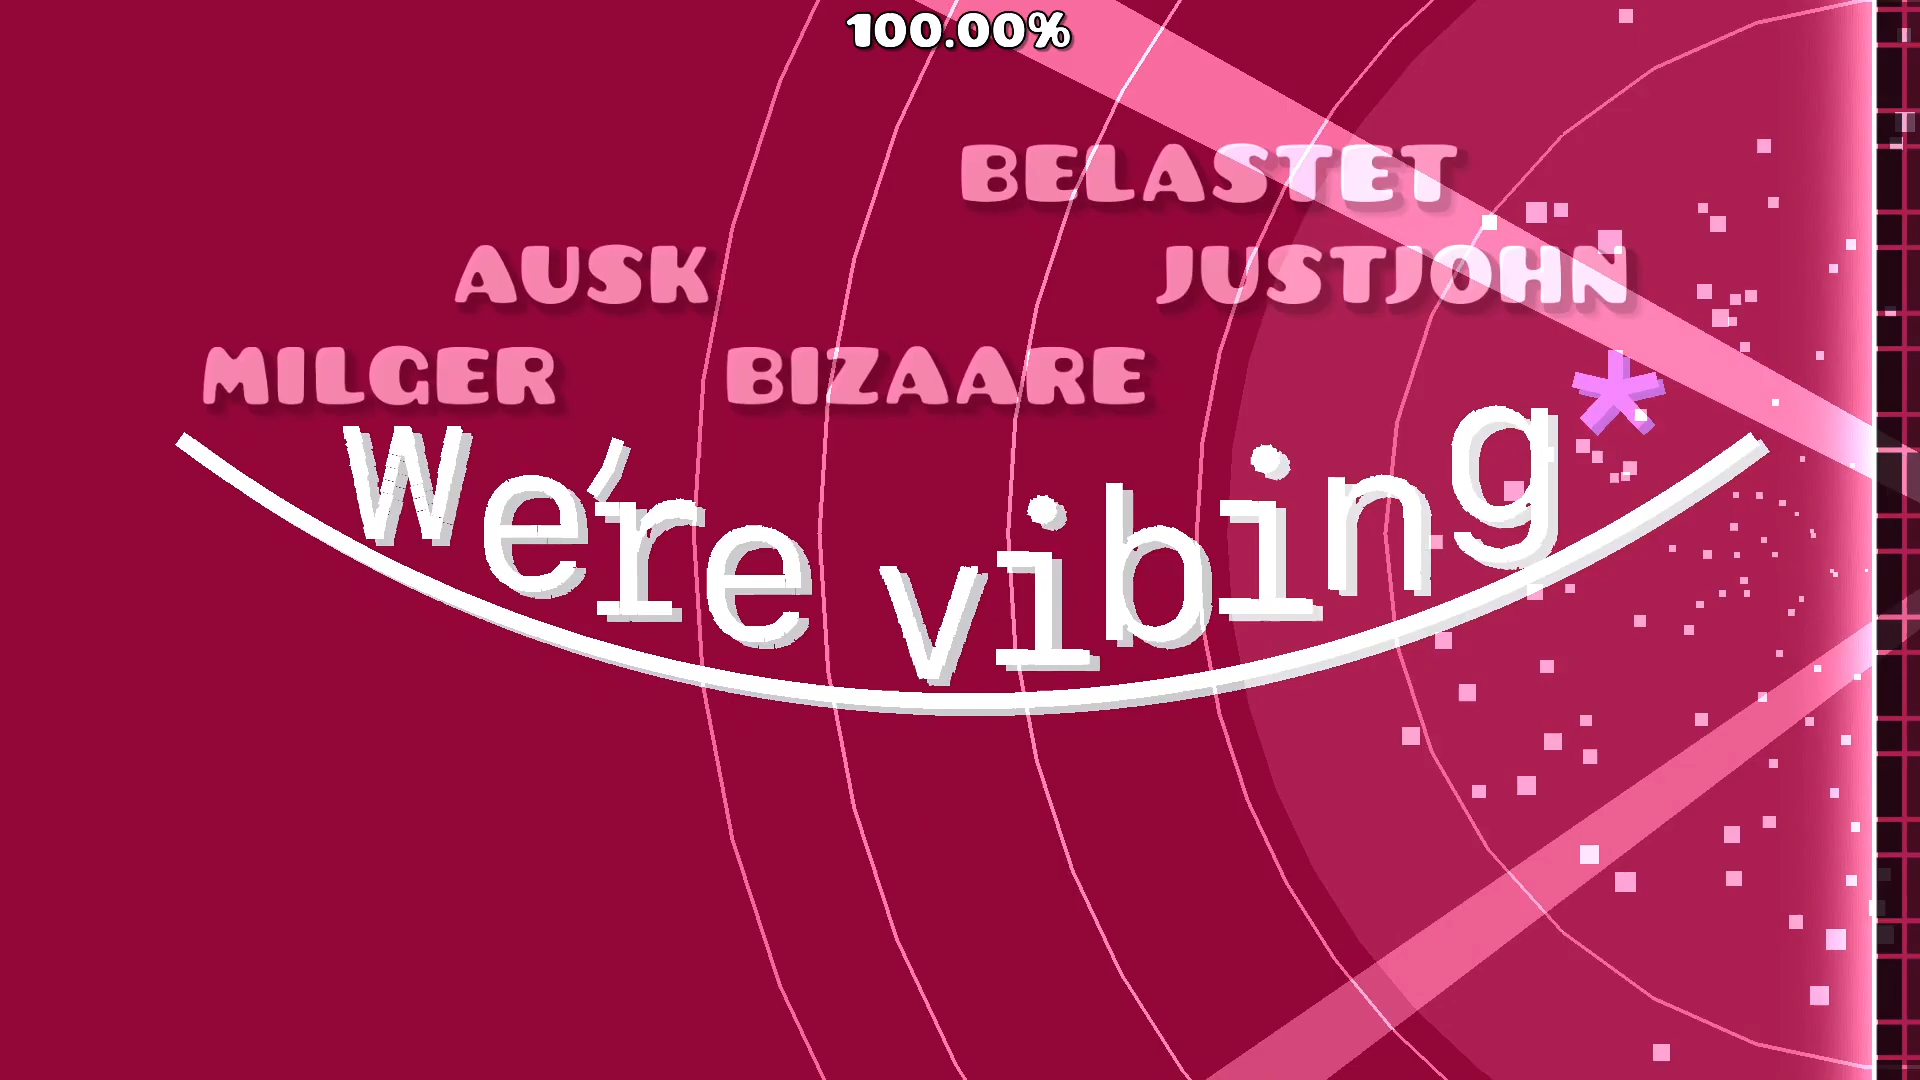 100.00%
BELASTET
AUSK JUSTJOHN
MILGER BIZAARE
We're vibing*